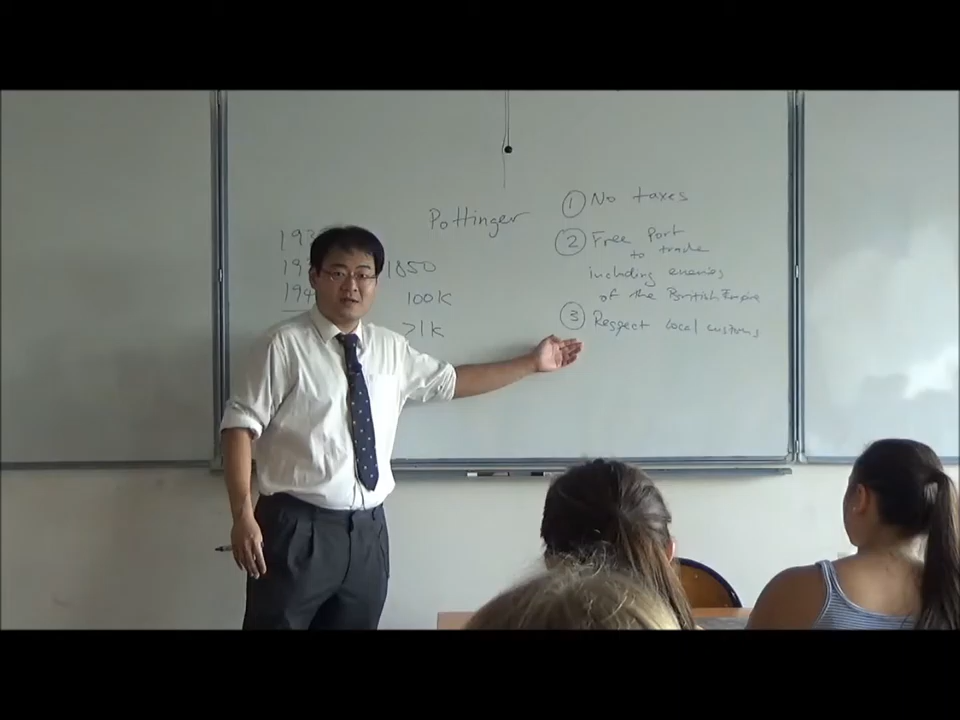 Pottinger
1850
100K
>1K
① No taxes
② Free port
to trade
including enemies
of the British Empire
③ Respect local customs